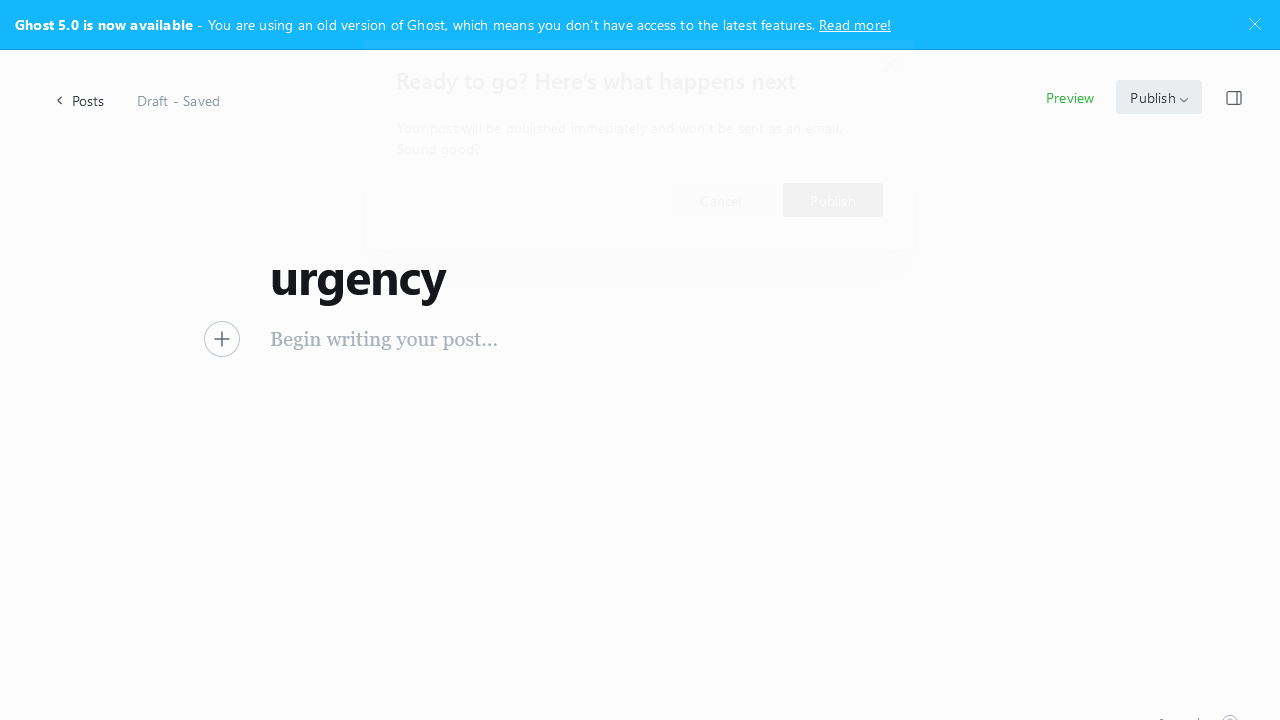 Ghost 5.0 is now available - You are using an old version of Ghost, which means you don't have access to the latest features. Read more!
Ready to go? Here's what happens next
Posts
Draft - Saved
Preview
Publish
Your post will be published immediately and won't be sent as an email.
Sound good?
Cancel
Publish
urgency
Begin writing your post...